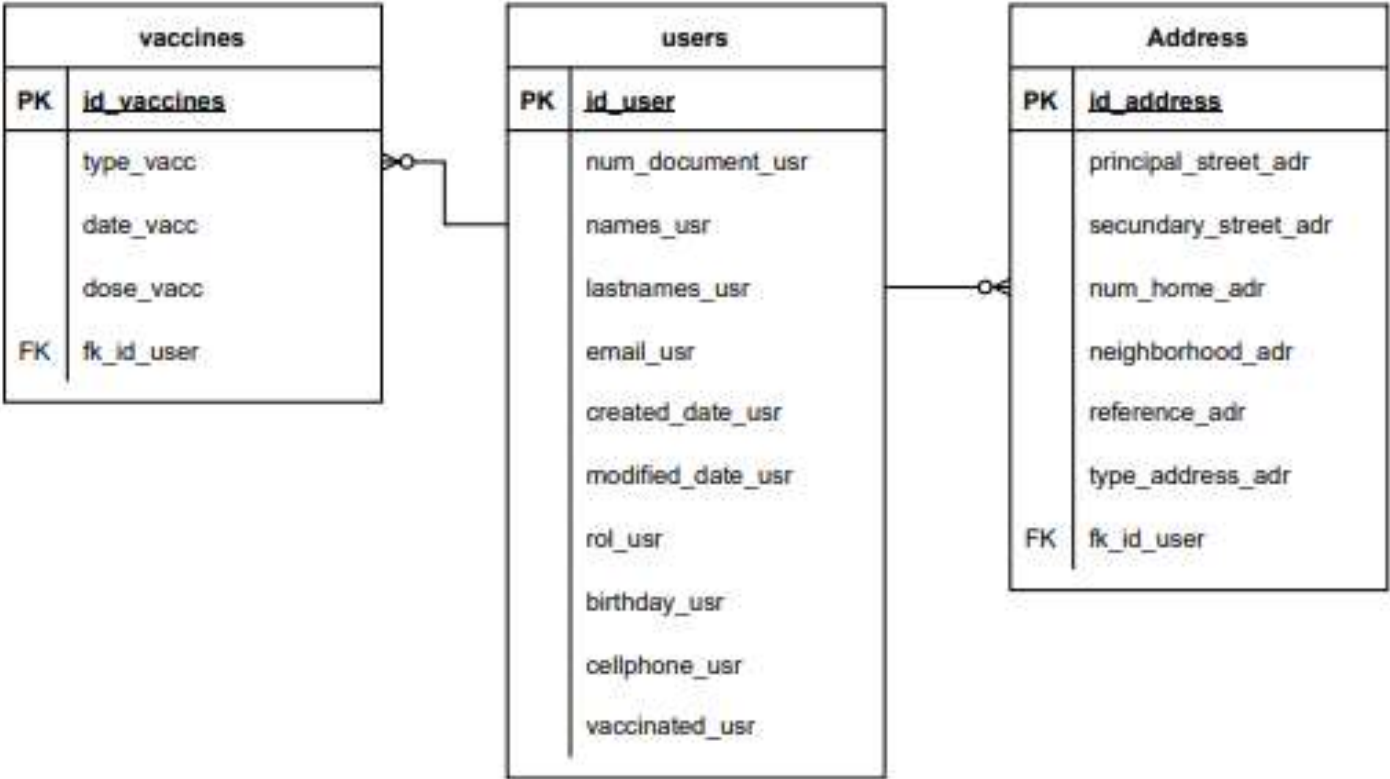 vaccines
PK id_vaccines
type_vacc
date_vacc
dose_vacc
FK fk_id_user
users
PK id_user
num_document_usr
names_usr
lastnames_usr
email_usr
created_date_usr
modified_date_usr
rol_usr
birthday_usr
cellphone_usr
vaccinated_usr
Address
PK id_address
principal_street_adr
secundary_street_adr
num_home_adr
neighborhood_adr
reference_adr
type_address_adr
FK fk_id_user